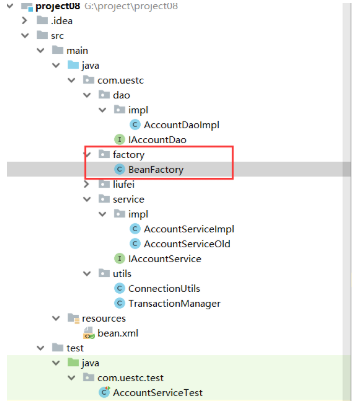 project08 G:\project\project08
.idea
src
main
java
com.uestc
dao
impl
AccountDaoImpl
IAccountDao
factory
BeanFactory
liufei
service
impl
AccountServiceImpl
AccountServiceOld
IAccountService
utils
ConnectionUtils
TransactionManager
resources
bean.xml
test
java
com.uestc.test
AccountServiceTest